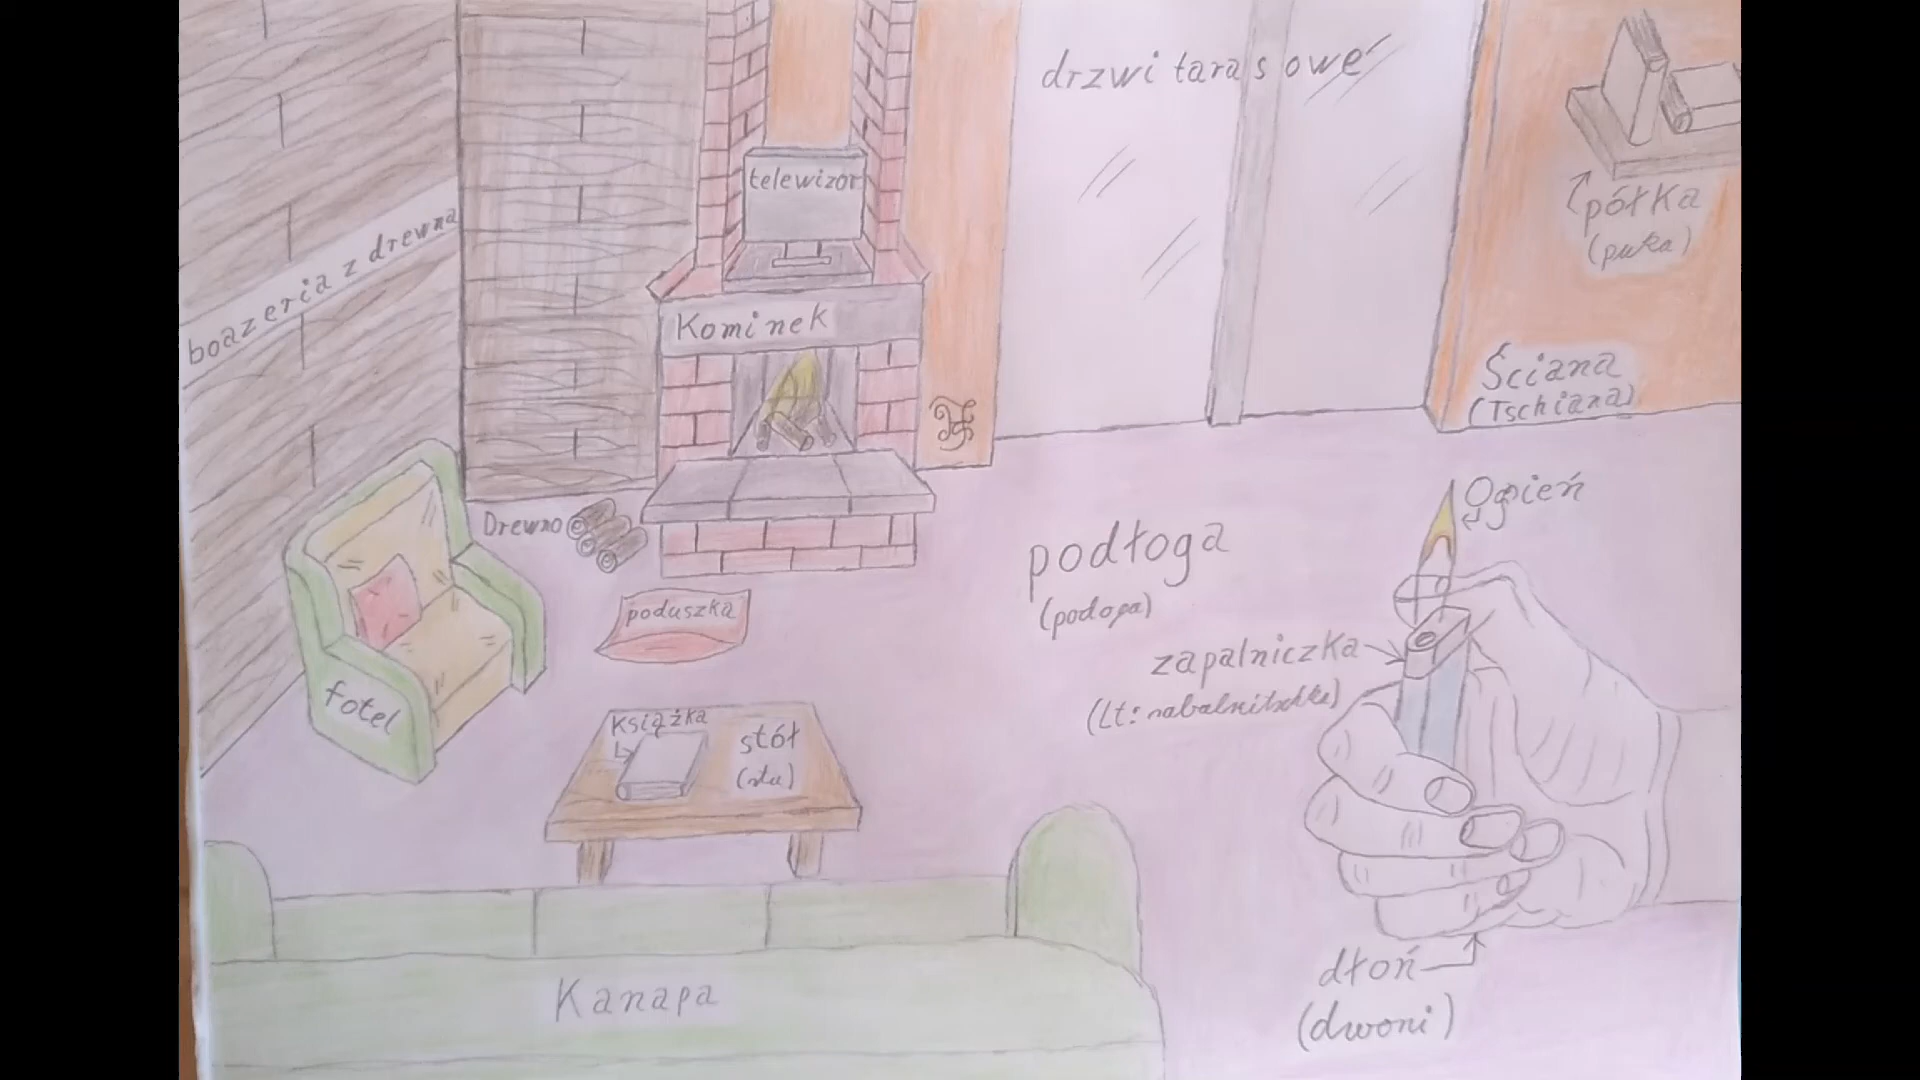 drzwi tarasowe
telewizor
półka
(puka)
boazeria z drewna
Kominek
Ściana
(Tschiana)
Ogień
Drewno
podłoga
(podoga)
poduszka
zapalniczka
fotel
książka
stół
(stu)
Kanapa
dłoń
(dwoni)